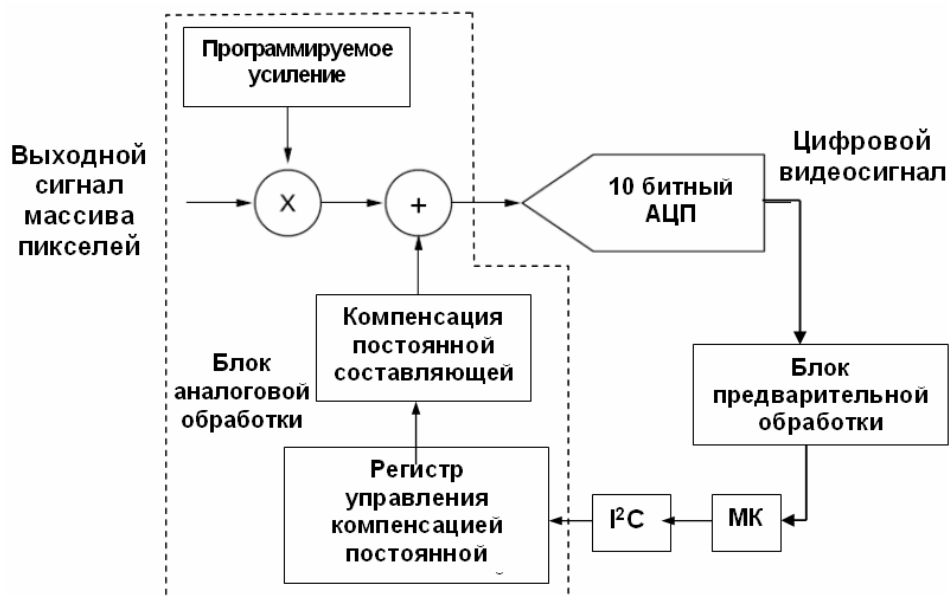 Программируемое
усиление
Выходной
сигнал
массива
пикселей
X
+
10 битный
АЦП
Цифровой
видеосигнал
Компенсация
постоянной
составляющей
Блок
аналоговой
обработки
Блок
предварительной
обработки
Регистр
управления
компенсацией
постоянной
I²C
МК